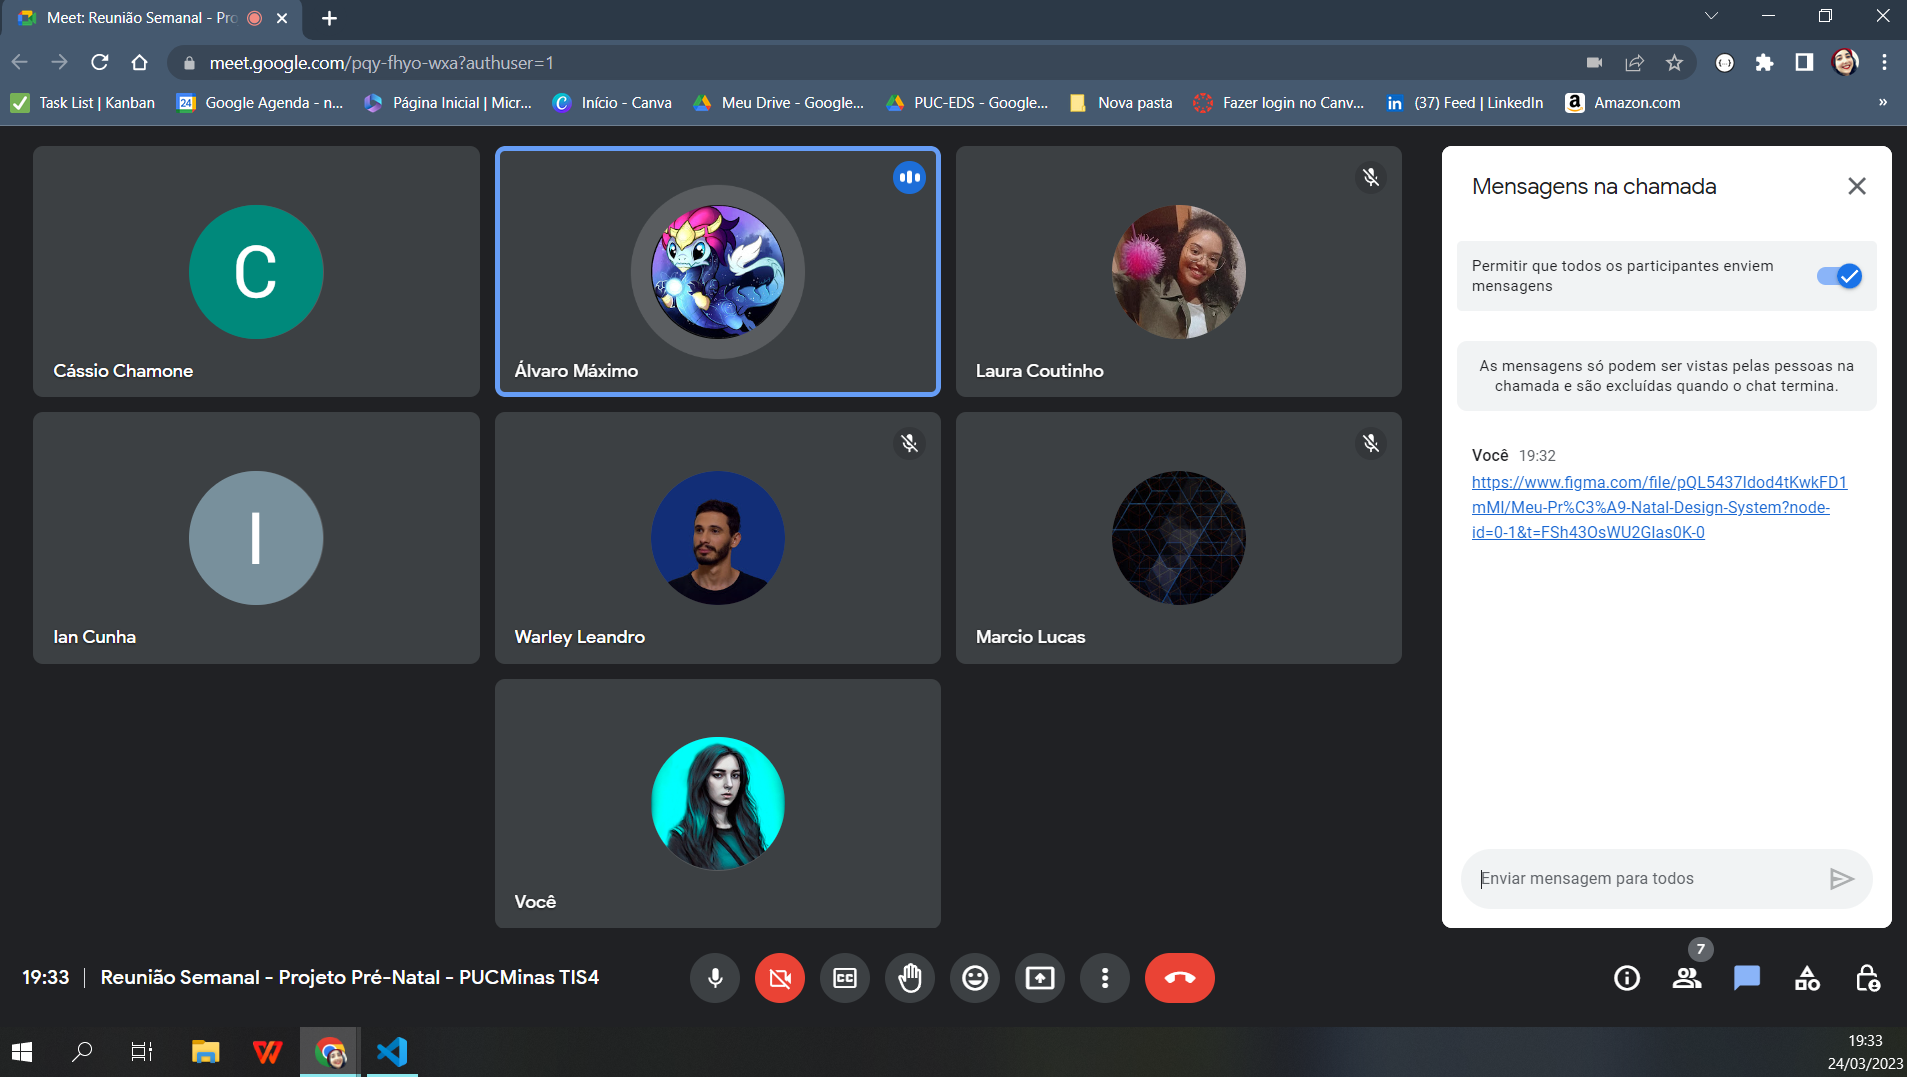 Meet: Reunião Semanal - Pro
meet.google.com/pqy-fhyo-wxa?authuser=1
Task List | Kanban
24
Google Agenda - n...
Página Inicial | Micr...
Início - Canva
Meu Drive - Google...
PUC-EDS - Google...
Nova pasta
Fazer login no Canv...
in
(37) Feed | LinkedIn
a
Amazon.com
»
C
Cássio Chamone
Álvaro Máximo
Laura Coutinho
I
Ian Cunha
Warley Leandro
Marcio Lucas
Você
Mensagens na chamada
Permitir que todos os participantes enviem
mensagens
As mensagens só podem ser vistas pelas pessoas na
chamada e são excluídas quando o chat termina.
Você 19:32
https://www.figma.com/file/pQL5437ldod4tKwkFD1
mMI/Meu-Pr%C3%A9-Natal-Design-System?node-
id=0-1&t=FSh43OsWU2GIas0K-0
Enviar mensagem para todos
19:33 | Reunião Semanal - Projeto Pré-Natal - PUCMinas TIS4
CC
7
19:33
24/03/2023